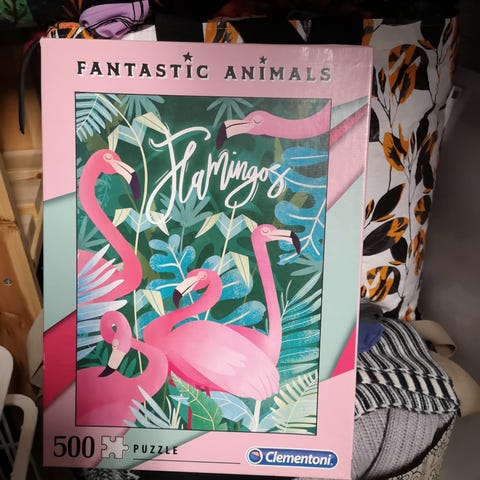 FANTASTIC ANIMALS
Flamingos
500 PUZZLE
Clementoni